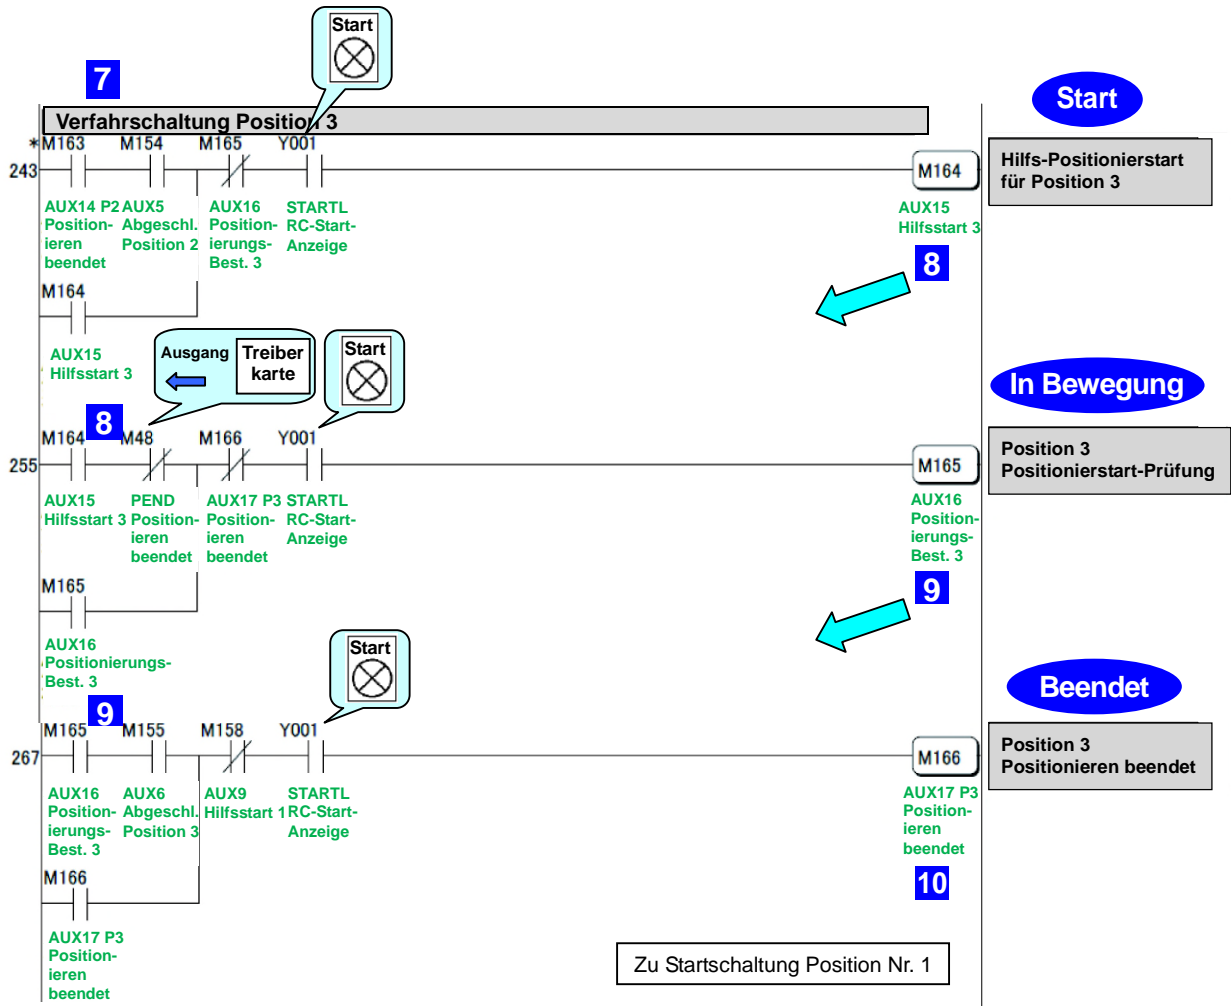 Start
7
Start
Verfahrschaltung Position 3
*M163 M154 M165 Y001
243
M164
Hilfs-Positionierstart
für Position 3
AUX14 P2
Position-
ieren
beendet
AUX5
Abgeschl.
Position 2
AUX16
Position-
ierungs-
Best. 3
STARTL
RC-Start-
Anzeige
AUX15
Hilfsstart 3
8
M164
AUX15
Hilfsstart 3
Ausgang
Treiber
karte
Start
In Bewegung
8
M164 M48 M166 Y001
255
M165
Position 3
Positionierstart-Prüfung
AUX15
Hilfsstart 3
PEND
Position-
ieren
beendet
AUX17 P3
Position-
ieren
beendet
STARTL
RC-Start-
Anzeige
AUX16
Position-
ierungs-
Best. 3
9
M165
AUX16
Positionierungs-
Best. 3
Start
Beendet
9
M165 M155 M158 Y001
267
M166
Position 3
Positionieren beendet
AUX16
Position-
ierungs-
Best. 3
AUX6
Abgeschl.
Position 3
AUX9
Hilfsstart 1
STARTL
RC-Start-
Anzeige
AUX17 P3
Position-
ieren
beendet
10
M166
AUX17 P3
Position-
ieren
beendet
Zu Startschaltung Position Nr. 1